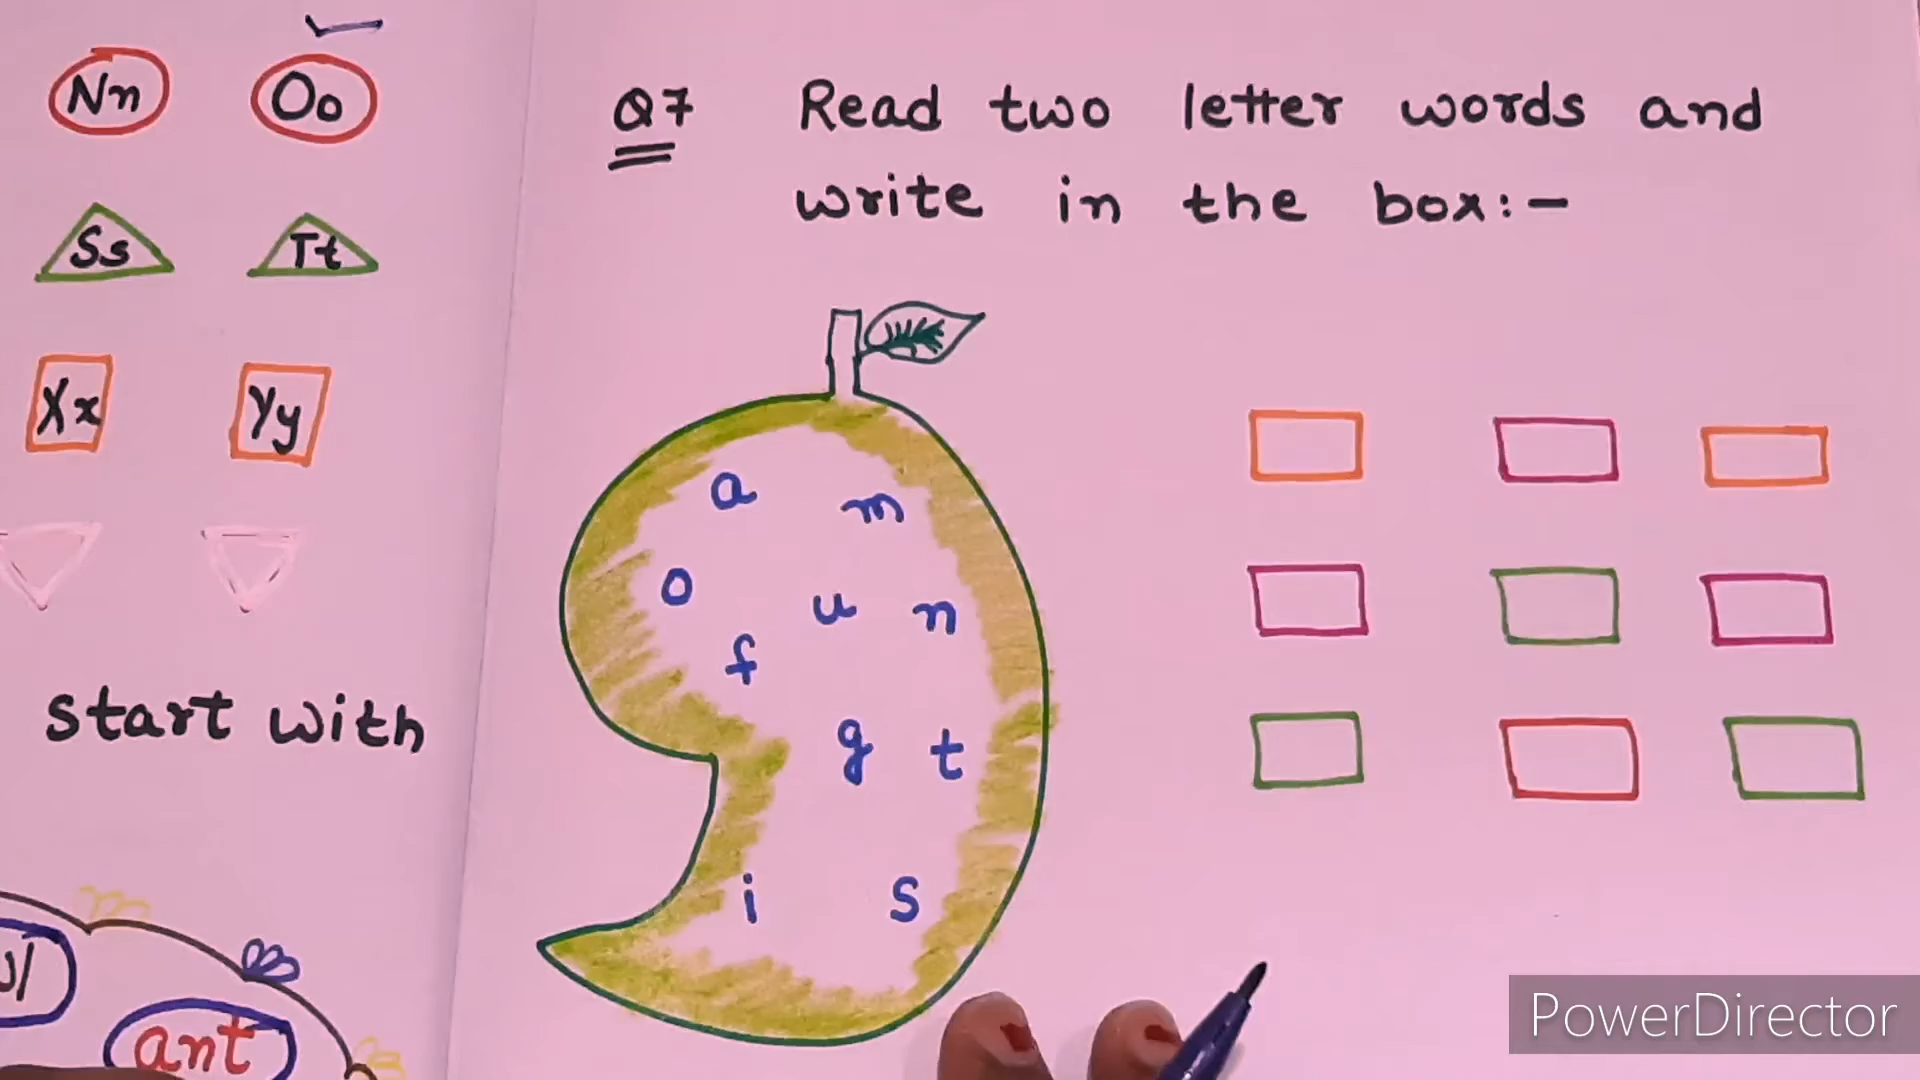 Nn Oo
Ss Tt
Xx Yy
start with
ant
Q7 Read two letter words and
write in the box:-
a m
o u n
f
g t
i s
PowerDirector